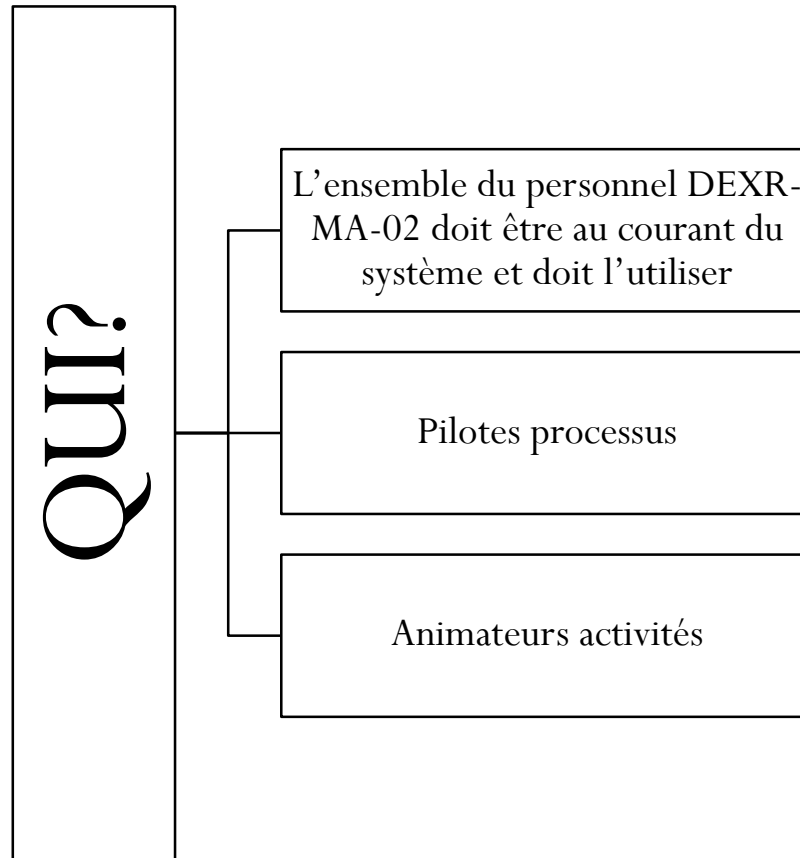 QUI?
L’ensemble du personnel DEXR-
MA-02 doit être au courant du
système et doit l’utiliser
Pilotes processus
Animateurs activités